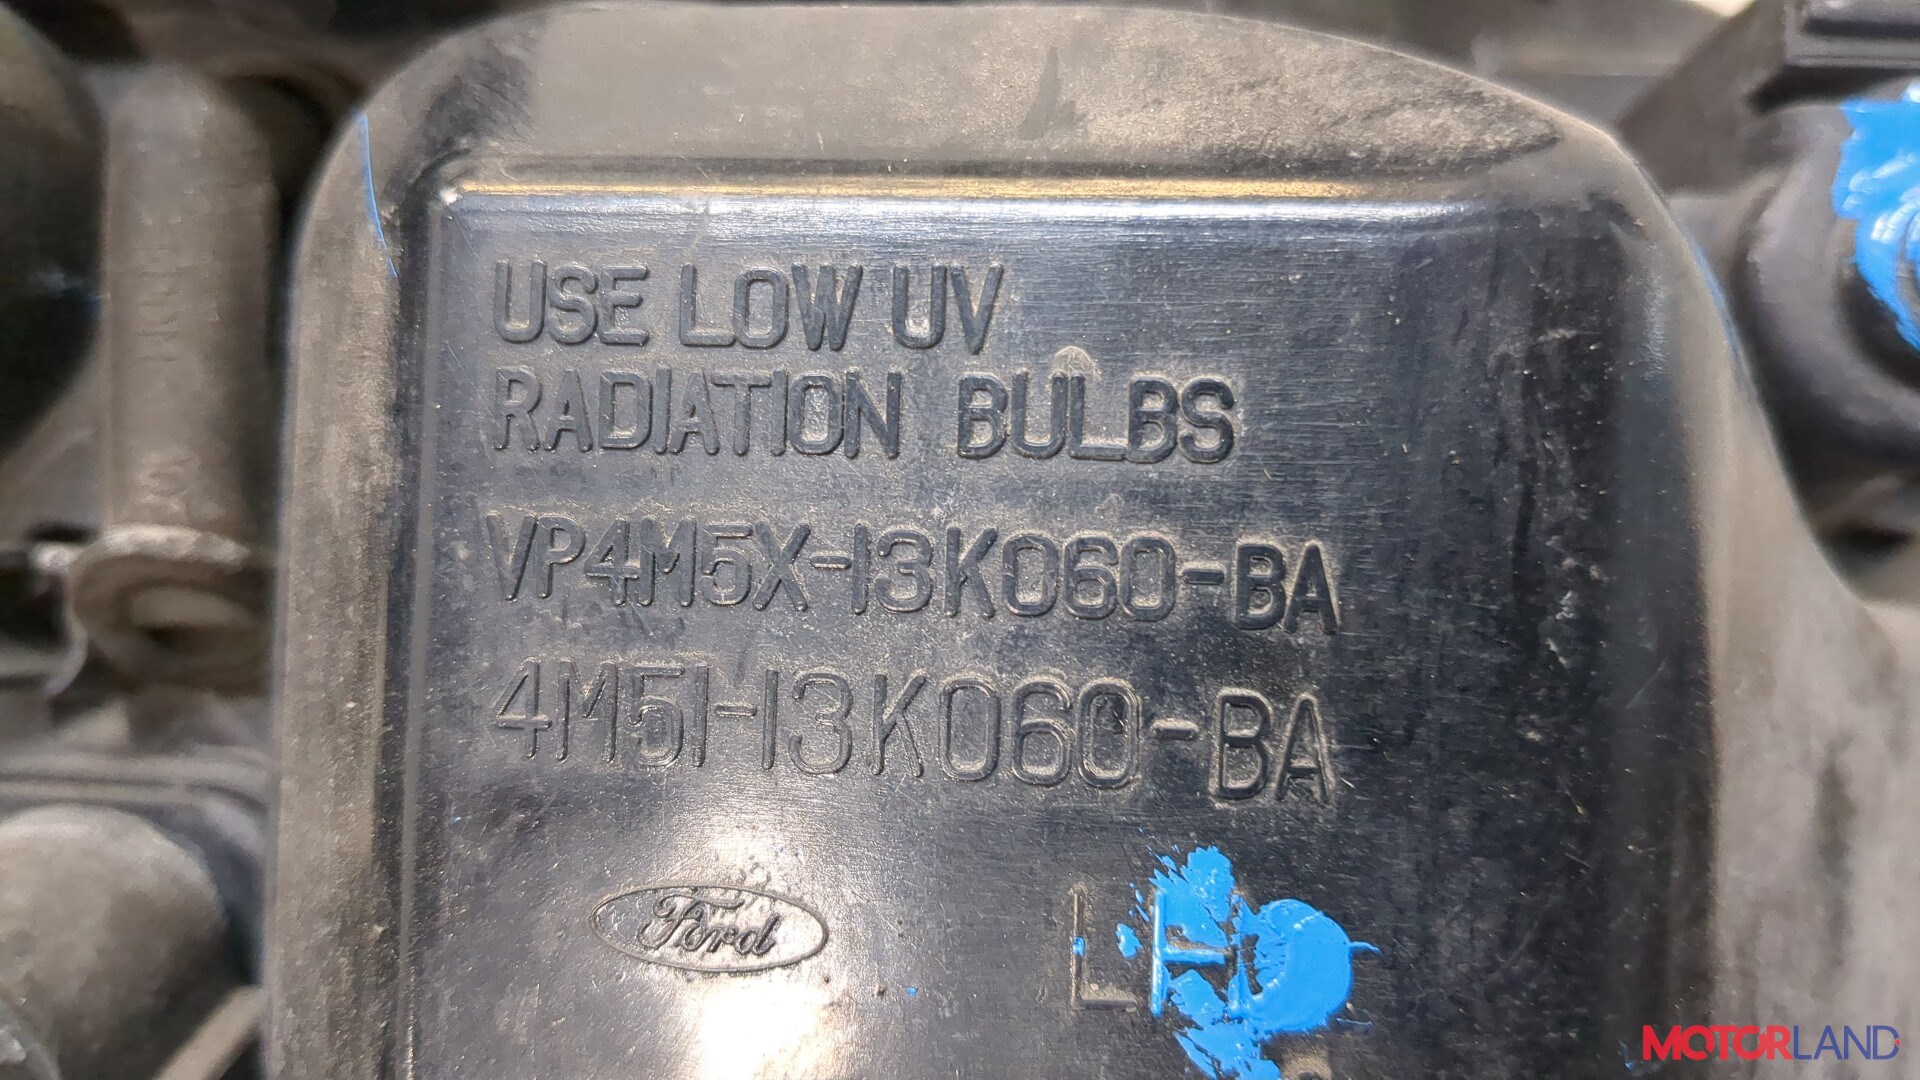 USE LOW UV
RADIATION BULBS
VP4M5X-13K060-BA
4M51-13K060-BA
Ford
MOTORLAND